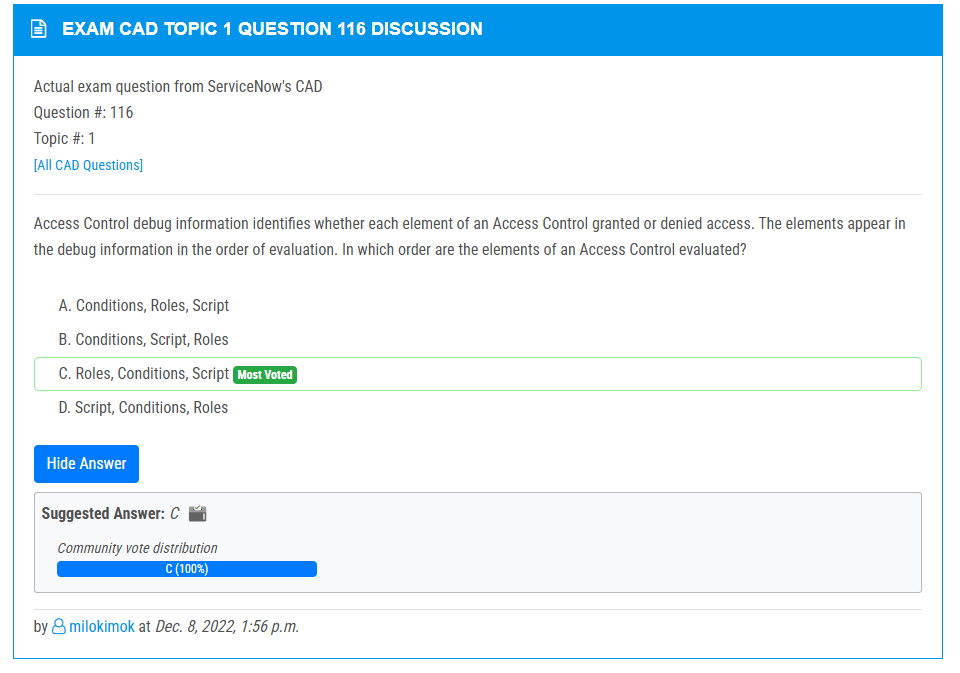 EXAM CAD TOPIC 1 QUESTION 116 DISCUSSION
Actual exam question from ServiceNow's CAD
Question #: 116
Topic #: 1
[All CAD Questions]
Access Control debug information identifies whether each element of an Access Control granted or denied access. The elements appear in
the debug information in the order of evaluation. In which order are the elements of an Access Control evaluated?
A. Conditions, Roles, Script
B. Conditions, Script, Roles
C. Roles, Conditions, Script Most Voted
D. Script, Conditions, Roles
Hide Answer
Suggested Answer: C
Community vote distribution
C (100%)
by milokimok at Dec. 8, 2022, 1:56 p.m.